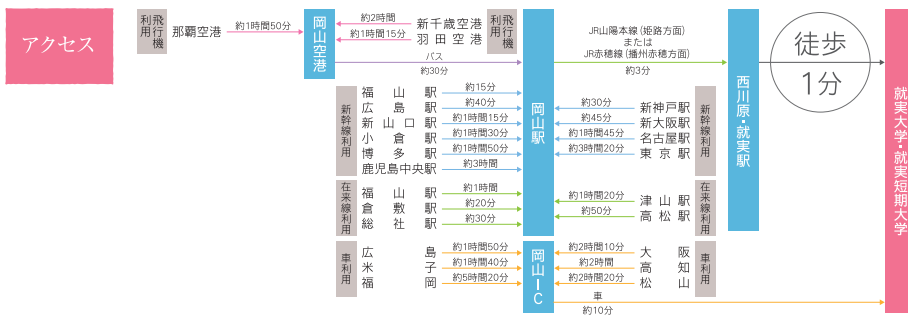 アクセス
飛行機利用
那覇空港
約1時間50分
岡山空港
約2時間
新千歳空港
約1時間15分
羽田空港
飛行機利用
バス
約30分
JR山陽本線(姫路方面)
または
JR赤穂線(播州赤穂方面)
約3分
徒歩
1分
新幹線利用
福山駅 約15分
広島駅 約40分
新山口駅 約1時間15分
小倉駅 約1時間30分
博多駅 約1時間50分
鹿児島中央駅 約3時間
岡山駅
約30分 新神戸駅
約45分 新大阪駅
約1時間45分 名古屋駅
約3時間20分 東京駅
新幹線利用
西川原・就実駅
就実大学・就実短期大学
在来線利用
福山駅 約1時間
倉敷駅 約20分
総社駅 約30分
約1時間20分 津山駅
約50分 高松駅
在来線利用
車利用
広島 約1時間50分
米子 約1時間40分
福岡 約5時間20分
岡山IC
約2時間10分 大阪
約2時間 高知
約2時間20分 松山
車利用
車
約10分